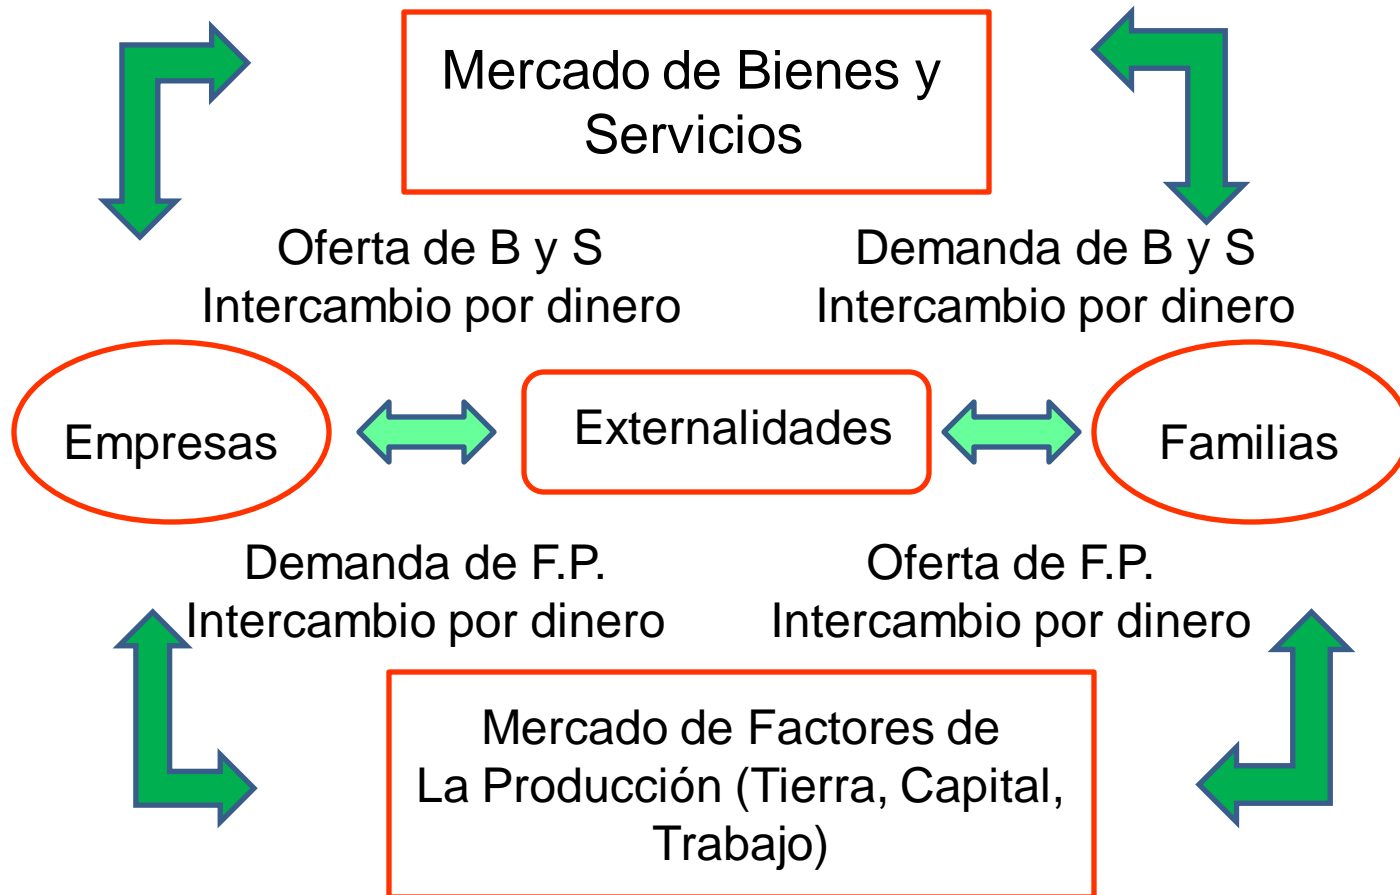 Mercado de Bienes y
Servicios
Oferta de B y S
Intercambio por dinero
Demanda de B y S
Intercambio por dinero
Empresas
Externalidades
Familias
Demanda de F.P.
Intercambio por dinero
Oferta de F.P.
Intercambio por dinero
Mercado de Factores de
La Producción (Tierra, Capital,
Trabajo)